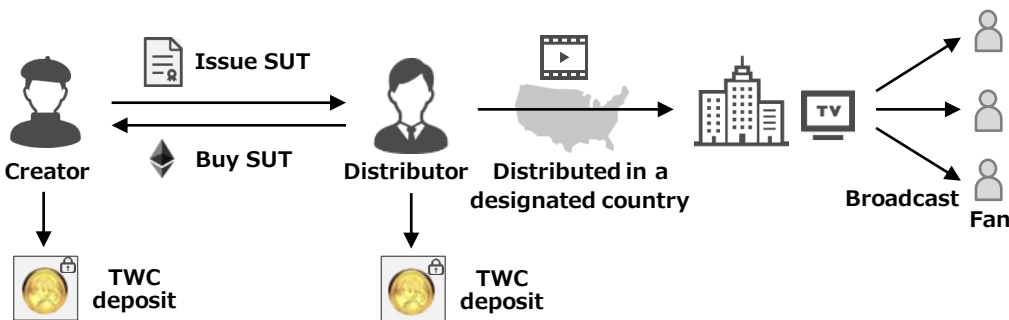 Issue SUT
TV
Buy SUT
Creator
Distributor
Distributed in a
designated country
Broadcast
Fan
TWC
deposit
TWC
deposit